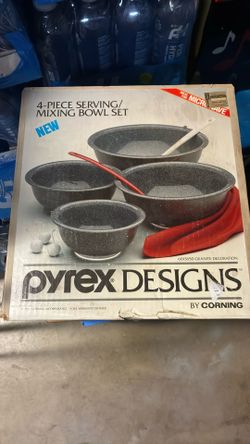 4-PIECE SERVING/
MIXING BOWL SET
NEW
MICROWAVE
GRANITE DECORATION
PYREX DESIGNS
BY CORNING